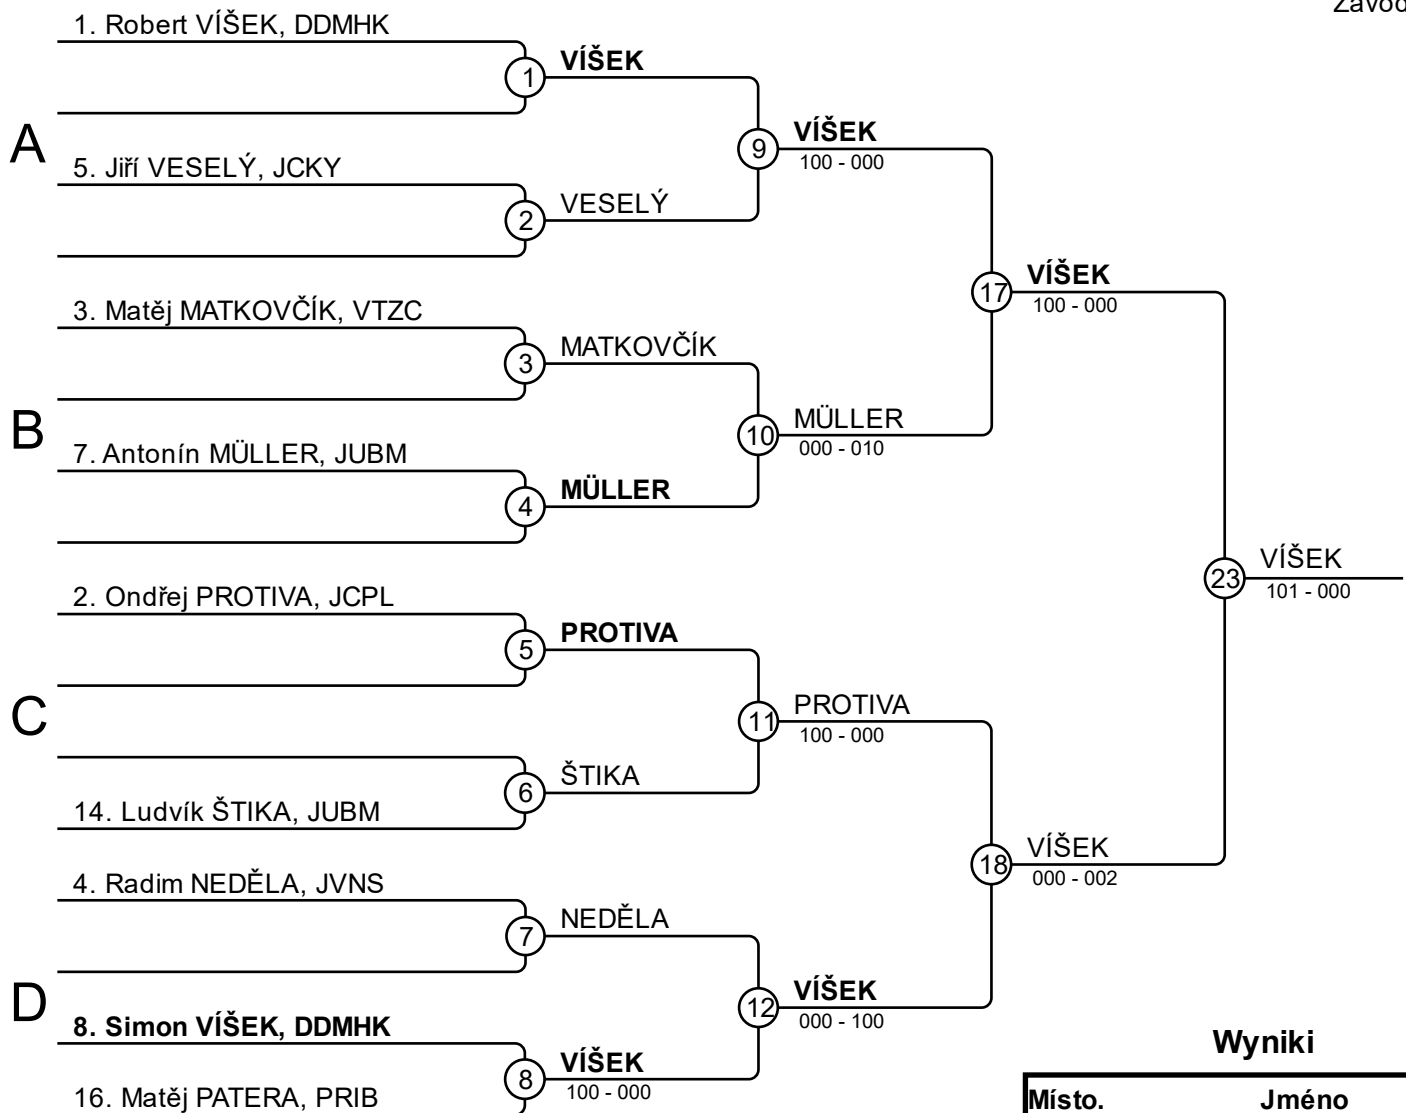 Závod
1. Robert VÍŠEK, DDMHK
1
VÍŠEK
A
9
VÍŠEK
100 - 000
5. Jiří VESELÝ, JCKY
2
VESELÝ
17
VÍŠEK
100 - 000
3. Matěj MATKOVČÍK, VTZC
3
MATKOVČÍK
B
10
MÜLLER
000 - 010
7. Antonín MÜLLER, JUBM
4
MÜLLER
23
VÍŠEK
101 - 000
2. Ondřej PROTIVA, JCPL
5
PROTIVA
C
11
PROTIVA
100 - 000
6
ŠTIKA
14. Ludvík ŠTIKA, JUBM
18
VÍŠEK
000 - 002
4. Radim NEDĚLA, JVNS
7
NEDĚLA
D
12
VÍŠEK
000 - 100
8. Simon VÍŠEK, DDMHK
8
VÍŠEK
100 - 000
16. Matěj PATERA, PRIB
Wyniki
Místo. Jméno